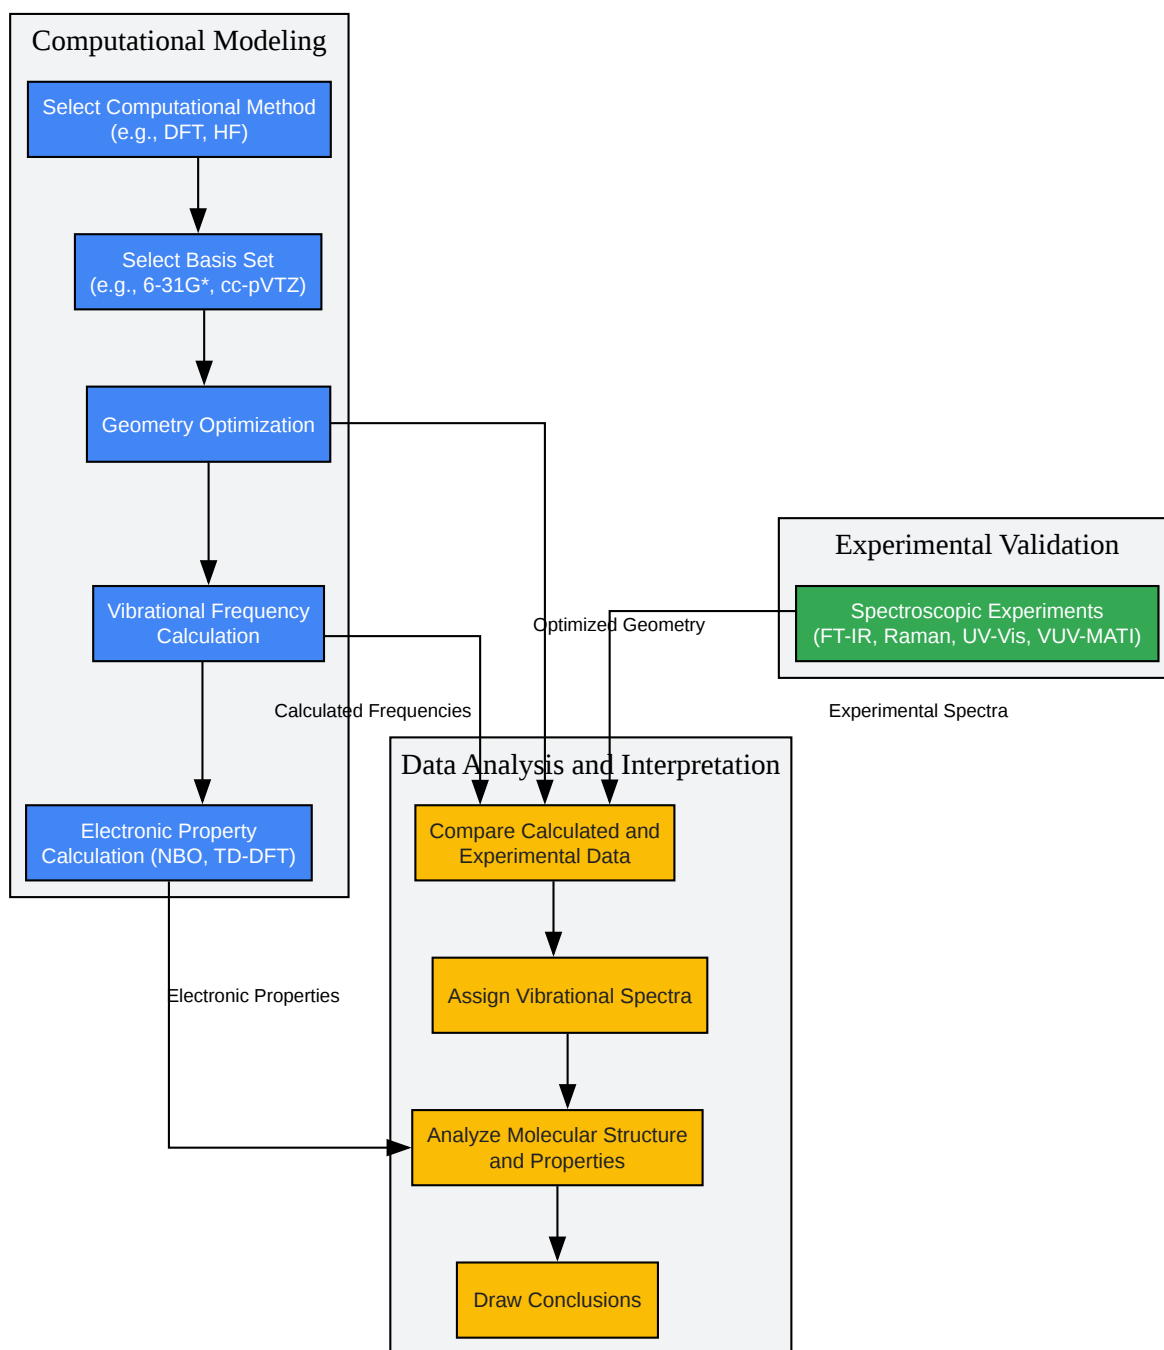 Computational Modeling
Select Computational Method
(e.g., DFT, HF)
Select Basis Set
(e.g., 6-31G*, cc-pVTZ)
Geometry Optimization
Vibrational Frequency
Calculation
Electronic Property
Calculation (NBO, TD-DFT)
Experimental Validation
Spectroscopic Experiments
(FT-IR, Raman, UV-Vis, VUV-MATI)
Optimized Geometry
Calculated Frequencies
Experimental Spectra
Data Analysis and Interpretation
Compare Calculated and
Experimental Data
Electronic Properties
Assign Vibrational Spectra
Analyze Molecular Structure
and Properties
Draw Conclusions